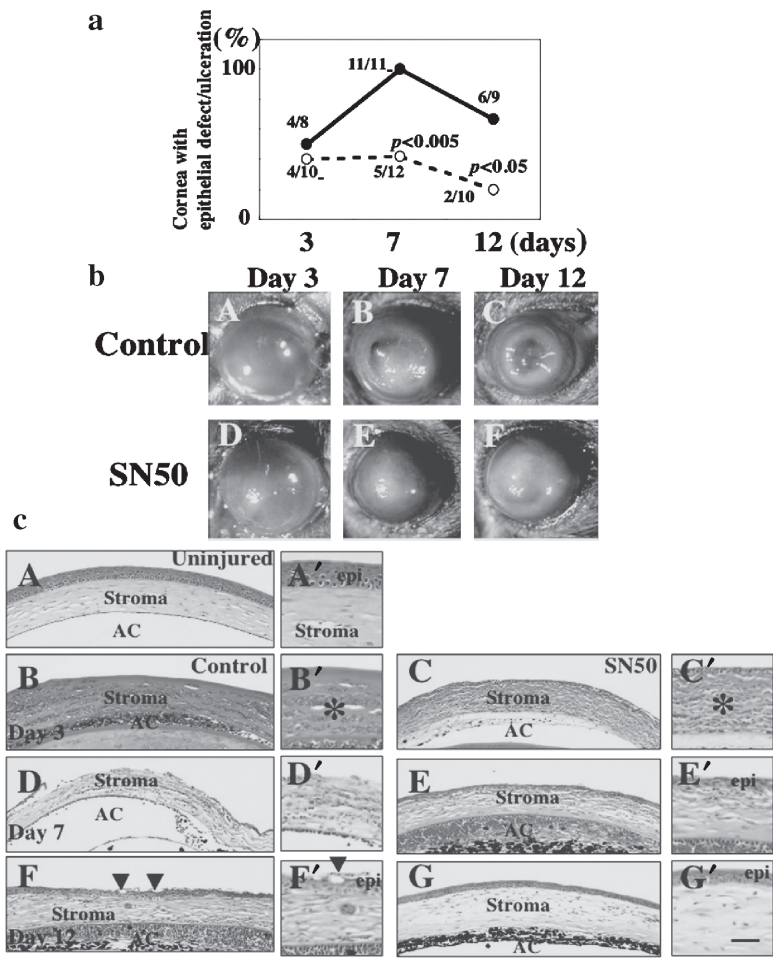 a
(%)
100
0
Cornea with
epithelial defect/ulceration
4/8
11/11
6/9
4/10
5/12
2/10
p<0.005
p<0.05
3 7 12 (days)
b
Day 3 Day 7 Day 12
Control
A B C
SN50
D E F
c
A Uninjured
Stroma
AC
A′ epi
Stroma
B Control
Stroma
AC
Day 3
B′
*
C SN50
Stroma
AC
C′
*
D
Stroma
AC
Day 7
D′
E
Stroma
AC
E′ epi
F
Stroma
AC
Day 12
F′ epi
G
Stroma
AC
G′ epi